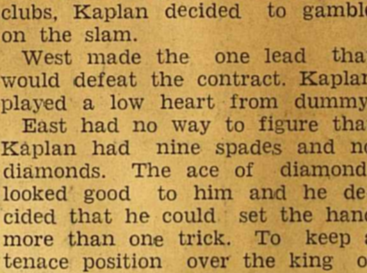 clubs, Kaplan decided to gambl
on the slam.
West made the one lead tha
would defeat the contract. Kaplan
played a low heart from dummy
East had no way to figure tha
Kaplan had nine spades and no
diamonds. The ace of diamond
looked good to him and he de
cided that he could set the hand
more than one trick. To keep a
tenace position over the king o